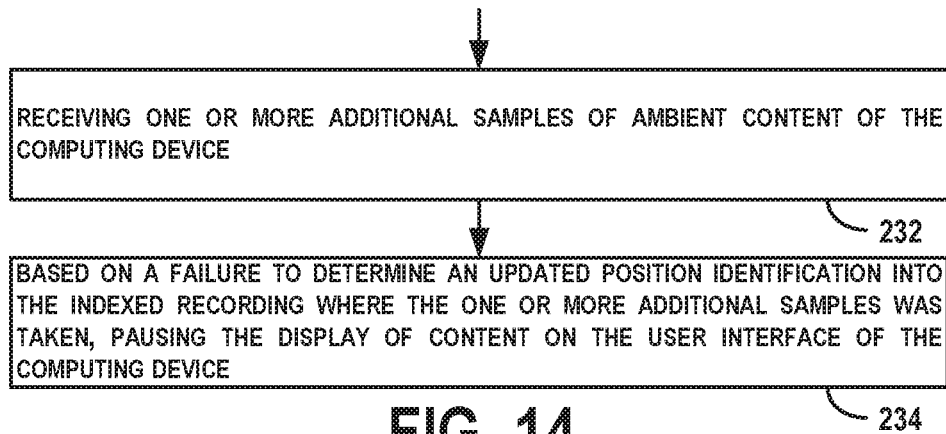 RECEIVING ONE OR MORE ADDITIONAL SAMPLES OF AMBIENT CONTENT OF THE
COMPUTING DEVICE
232
BASED ON A FAILURE TO DETERMINE AN UPDATED POSITION IDENTIFICATION INTO
THE INDEXED RECORDING WHERE THE ONE OR MORE ADDITIONAL SAMPLES WAS
TAKEN, PAUSING THE DISPLAY OF CONTENT ON THE USER INTERFACE OF THE
COMPUTING DEVICE
234
FIG. 14